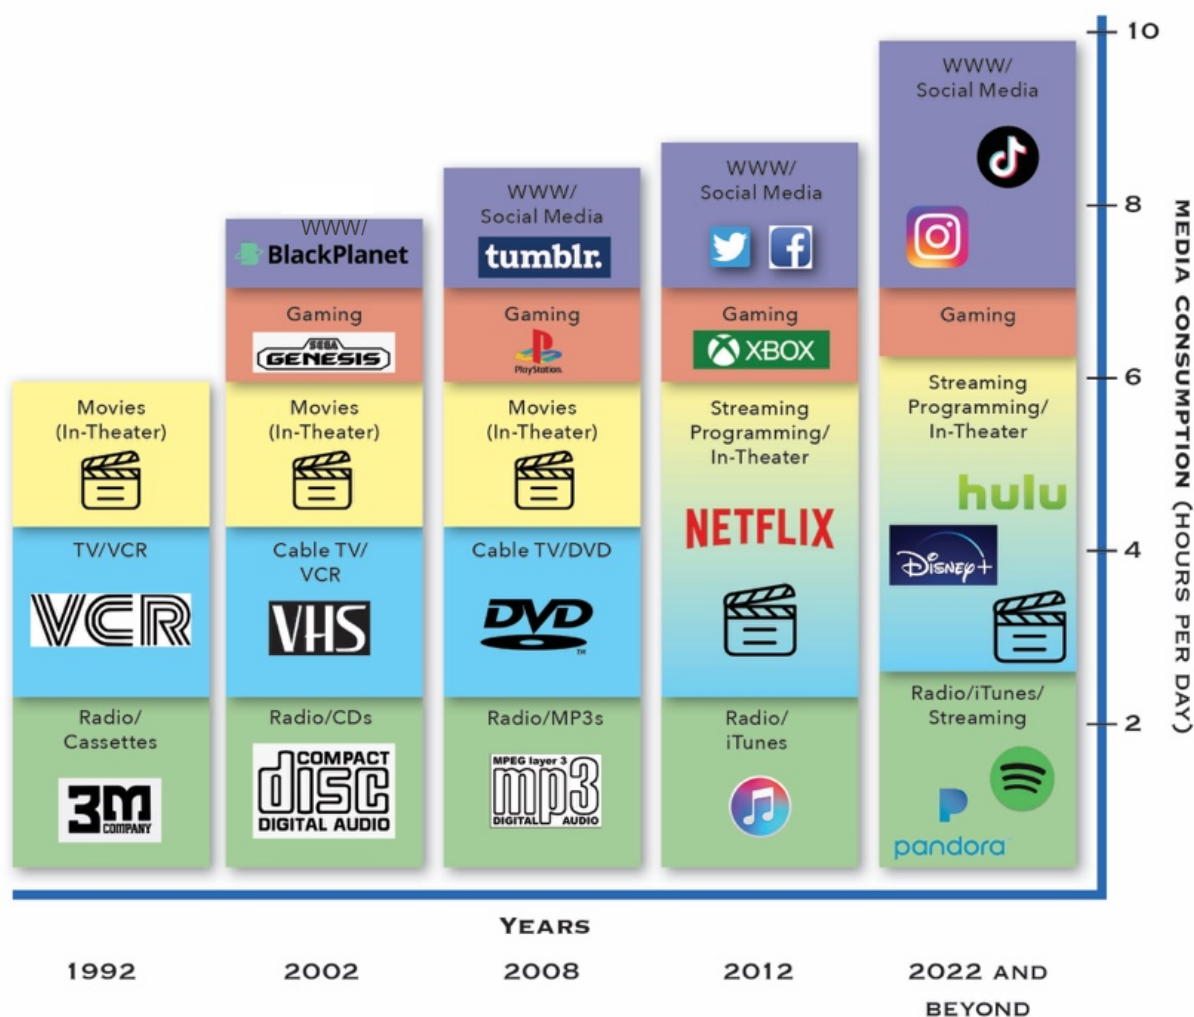 1992
Movies
(In-Theater)
TV/VCR
VCR
Radio/
Cassettes
3M
COMPANY
2002
WWW/
BlackPlanet
Gaming
SEGA
GENESIS
Movies
(In-Theater)
Cable TV/
VCR
VHS
Radio/CDs
COMPACT
disc
DIGITAL AUDIO
2008
WWW/
Social Media
tumblr.
Gaming
PlayStation.
Movies
(In-Theater)
Cable TV/DVD
DVD
TM
Radio/MP3s
MPEG layer 3
mp3
DIGITAL AUDIO
2012
WWW/
Social Media
f
Gaming
XBOX
Streaming
Programming/
In-Theater
NETFLIX
Radio/
iTunes
2022 AND
BEYOND
WWW/
Social Media
Gaming
Streaming
Programming/
In-Theater
hulu
Disney+
Radio/iTunes/
Streaming
P
pandora
10
8
6
4
2
MEDIA CONSUMPTION (HOURS PER DAY)
YEARS